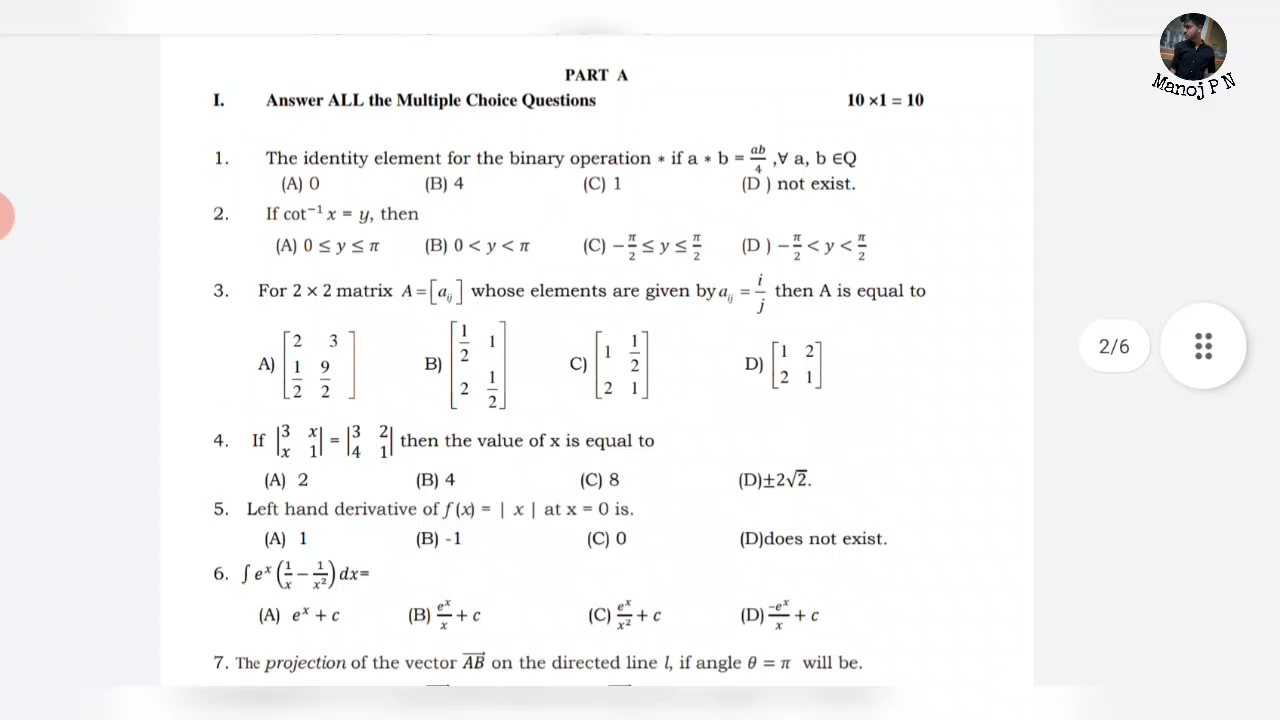 Manoj P N
PART A
I. Answer ALL the Multiple Choice Questions 10 ×1 = 10
1. The identity element for the binary operation ∗ if a ∗ b = ab/4 ,∀ a, b ∈Q
(A) 0 (B) 4 (C) 1 (D ) not exist.
2. If cot⁻¹ x = y, then
(A) 0 ≤ y ≤ π (B) 0 < y < π (C) −π/2 ≤ y ≤ π/2 (D ) −π/2 < y < π/2
3. For 2 × 2 matrix A = [aᵢⱼ] whose elements are given by aᵢⱼ = i/j then A is equal to
A) [2 3; 1/2 9/2] B) [1/2 1; 2 1/2] C) [1 1/2; 2 1] D) [1 2; 2 1]
2/6
4. If |3 x; x 1| = |3 2; 4 1| then the value of x is equal to
(A) 2 (B) 4 (C) 8 (D)±2√2.
5. Left hand derivative of f(x) = | x | at x = 0 is.
(A) 1 (B) -1 (C) 0 (D)does not exist.
6. ∫ eˣ (1/x − 1/x²) dx=
(A) eˣ + c (B) eˣ/x + c (C) eˣ/x² + c (D) −eˣ/x + c
7. The projection of the vector AB⃗ on the directed line l, if angle θ = π will be.